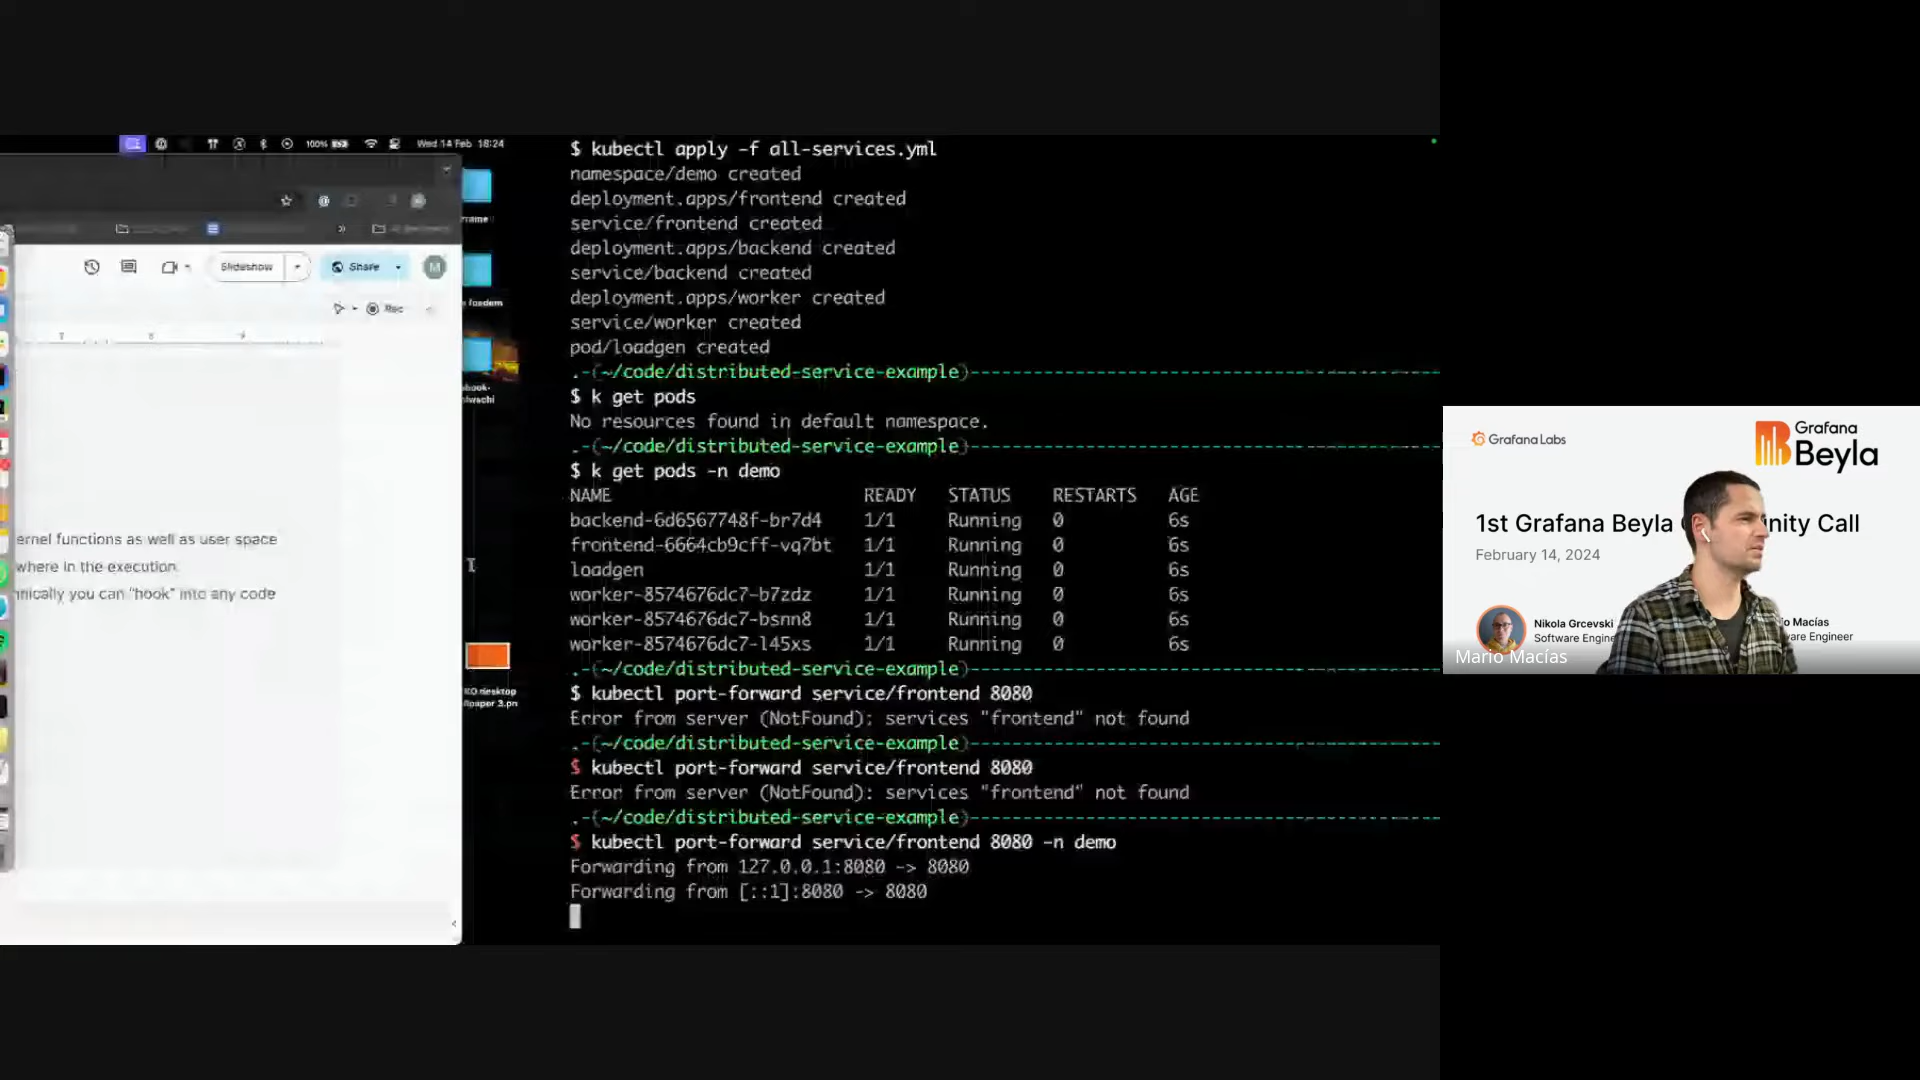 100%
Wed 14 Feb 18:24
Slideshow
Share
M
Rec
ernel functions as well as user space
where in the execution.
nically you can "hook" into any code
$ kubectl apply -f all-services.yml
namespace/demo created
deployment.apps/frontend created
service/frontend created
deployment.apps/backend created
service/backend created
deployment.apps/worker created
service/worker created
pod/loadgen created
.-(~/code/distributed-service-example)
$ k get pods
No resources found in default namespace.
.-(~/code/distributed-service-example)
$ k get pods -n demo
NAME READY STATUS RESTARTS AGE
backend-6d6567748f-br7d4 1/1 Running 0 6s
frontend-6664cb9cff-vq7bt 1/1 Running 0 6s
loadgen 1/1 Running 0 6s
worker-8574676dc7-b7zdz 1/1 Running 0 6s
worker-8574676dc7-bsnn8 1/1 Running 0 6s
worker-8574676dc7-l45xs 1/1 Running 0 6s
.-(~/code/distributed-service-example)
$ kubectl port-forward service/frontend 8080
Error from server (NotFound): services "frontend" not found
.-(~/code/distributed-service-example)
$ kubectl port-forward service/frontend 8080
Error from server (NotFound): services "frontend" not found
.-(~/code/distributed-service-example)
$ kubectl port-forward service/frontend 8080 -n demo
Forwarding from 127.0.0.1:8080 -> 8080
Forwarding from [::1]:8080 -> 8080
Grafana Labs
Grafana
Beyla
1st Grafana Beyla C nity Call
February 14, 2024
Nikola Grcevski
Software Engine
o Macías
ware Engineer
Mario Macías